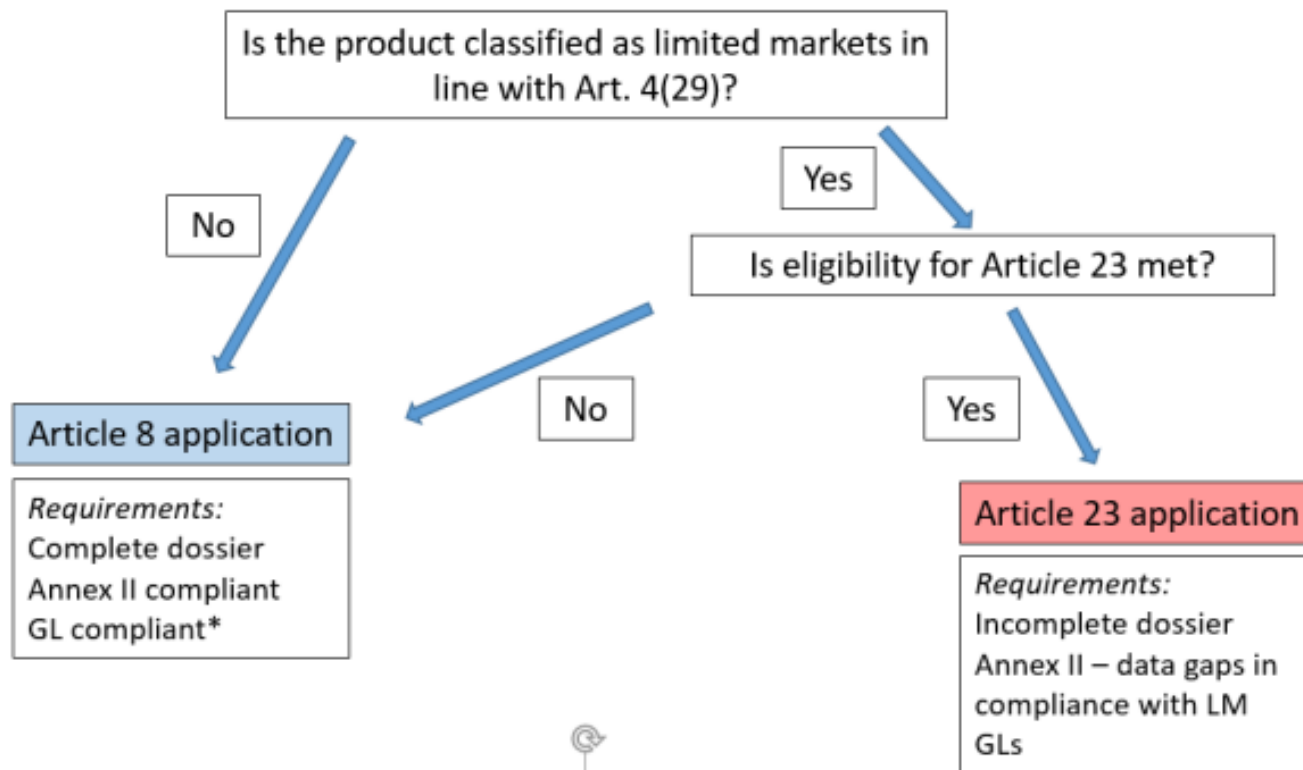 Is the product classified as limited markets in
line with Art. 4(29)?
Yes
No
Is eligibility for Article 23 met?
No
Yes
Article 8 application
Requirements:
Complete dossier
Annex II compliant
GL compliant*
Article 23 application
Requirements:
Incomplete dossier
Annex II – data gaps in
compliance with LM
GLs